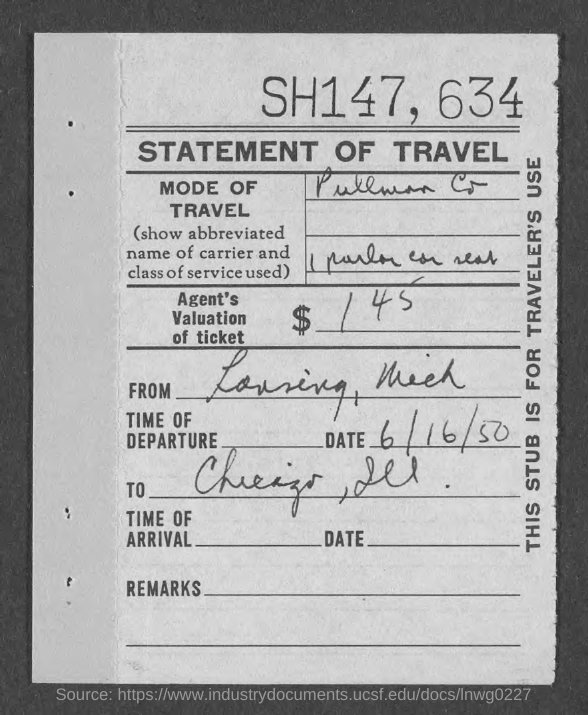 SH147, 634
STATEMENT OF TRAVEL
MODE OF
TRAVEL
(show abbreviated
name of carrier and
class of service used)
Pullman Co
1 parlor car seat
Agent's
Valuation
of ticket
$ 1 45
FROM Lansing, Mich
TIME OF
DEPARTURE DATE 6/16/50
TO Chicago, Ill.
TIME OF
ARRIVAL DATE
REMARKS
THIS STUB IS FOR TRAVELER'S USE
Source: https://www.industrydocuments.ucsf.edu/docs/lnwg0227